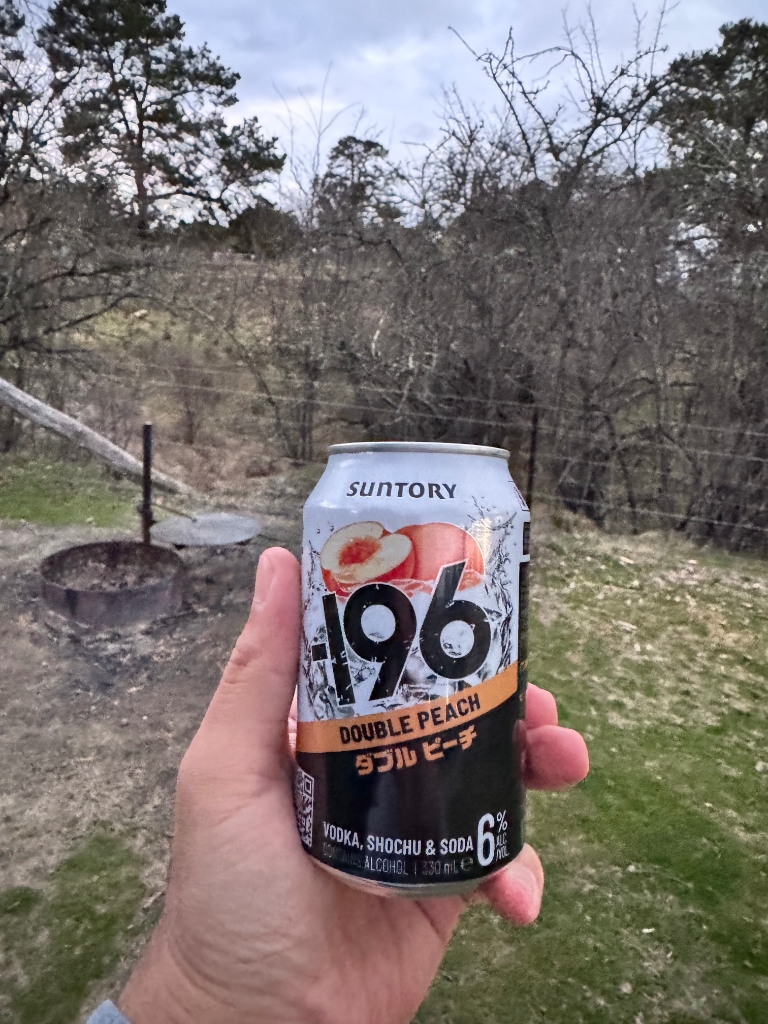 SUNTORY
-196
DOUBLE PEACH
ダブル ピーチ
VODKA, SHOCHU & SODA 6% ALC./VOL.
CONTAINS ALCOHOL | 330 mL ℮